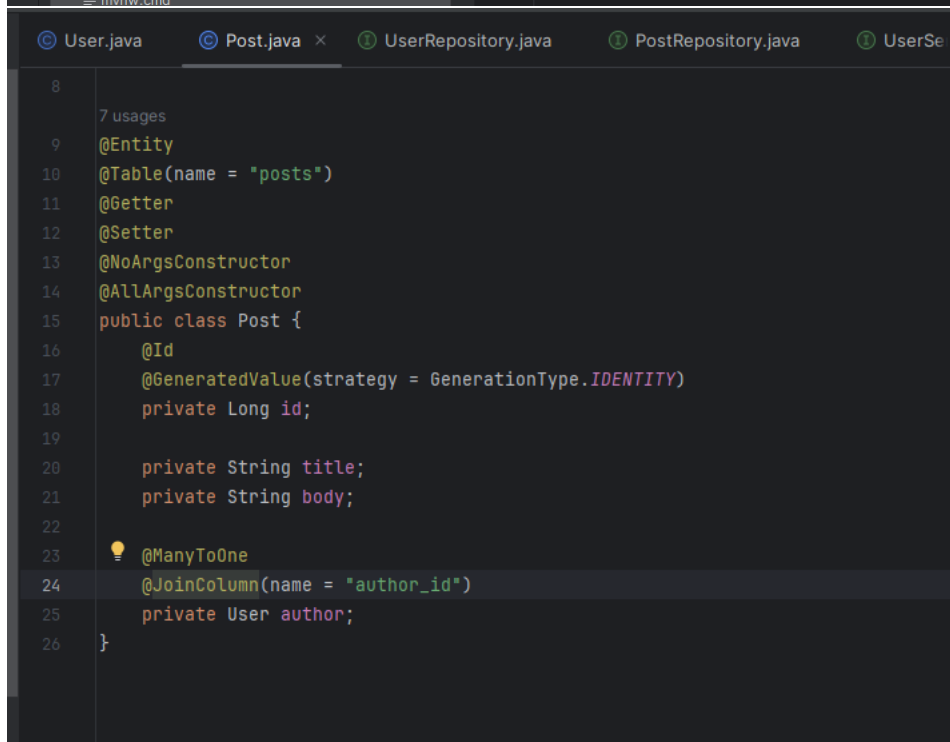 mvnw.cmd
User.java Post.java × UserRepository.java PostRepository.java UserSe
8
7 usages
9 @Entity
10 @Table(name = "posts")
11 @Getter
12 @Setter
13 @NoArgsConstructor
14 @AllArgsConstructor
15 public class Post {
16 @Id
17 @GeneratedValue(strategy = GenerationType.IDENTITY)
18 private Long id;
19
20 private String title;
21 private String body;
22
23 @ManyToOne
24 @JoinColumn(name = "author_id")
25 private User author;
26 }